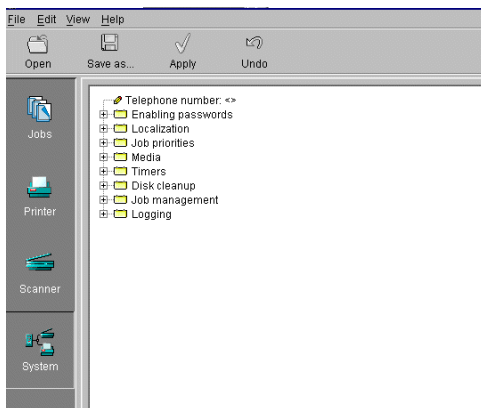 File Edit View Help
Open Save as... Apply Undo
Jobs
Printer
Scanner
System
Telephone number: <>
Enabling passwords
Localization
Job priorities
Media
Timers
Disk cleanup
Job management
Logging